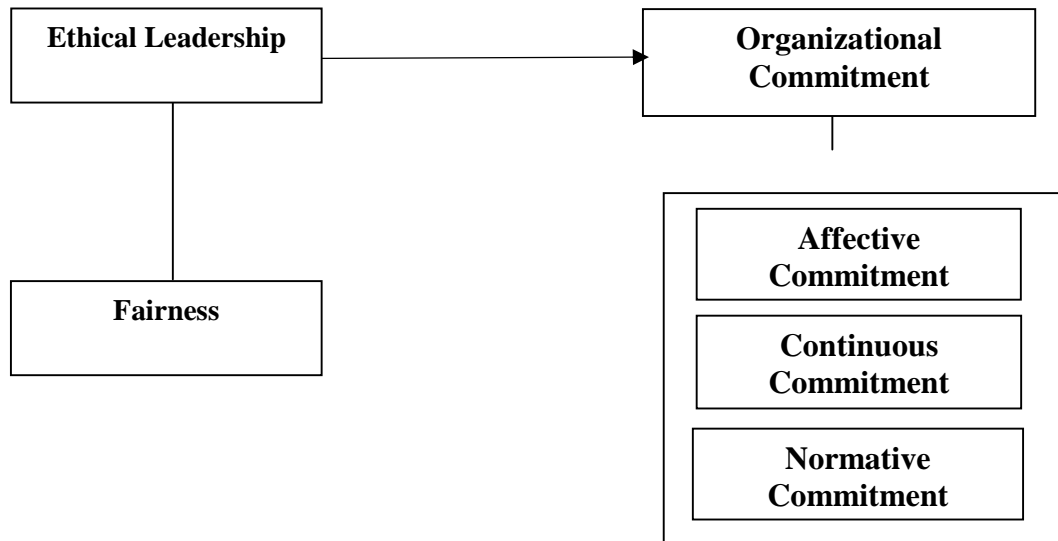 Ethical Leadership
Organizational
Commitment
Fairness
Affective
Commitment
Continuous
Commitment
Normative
Commitment